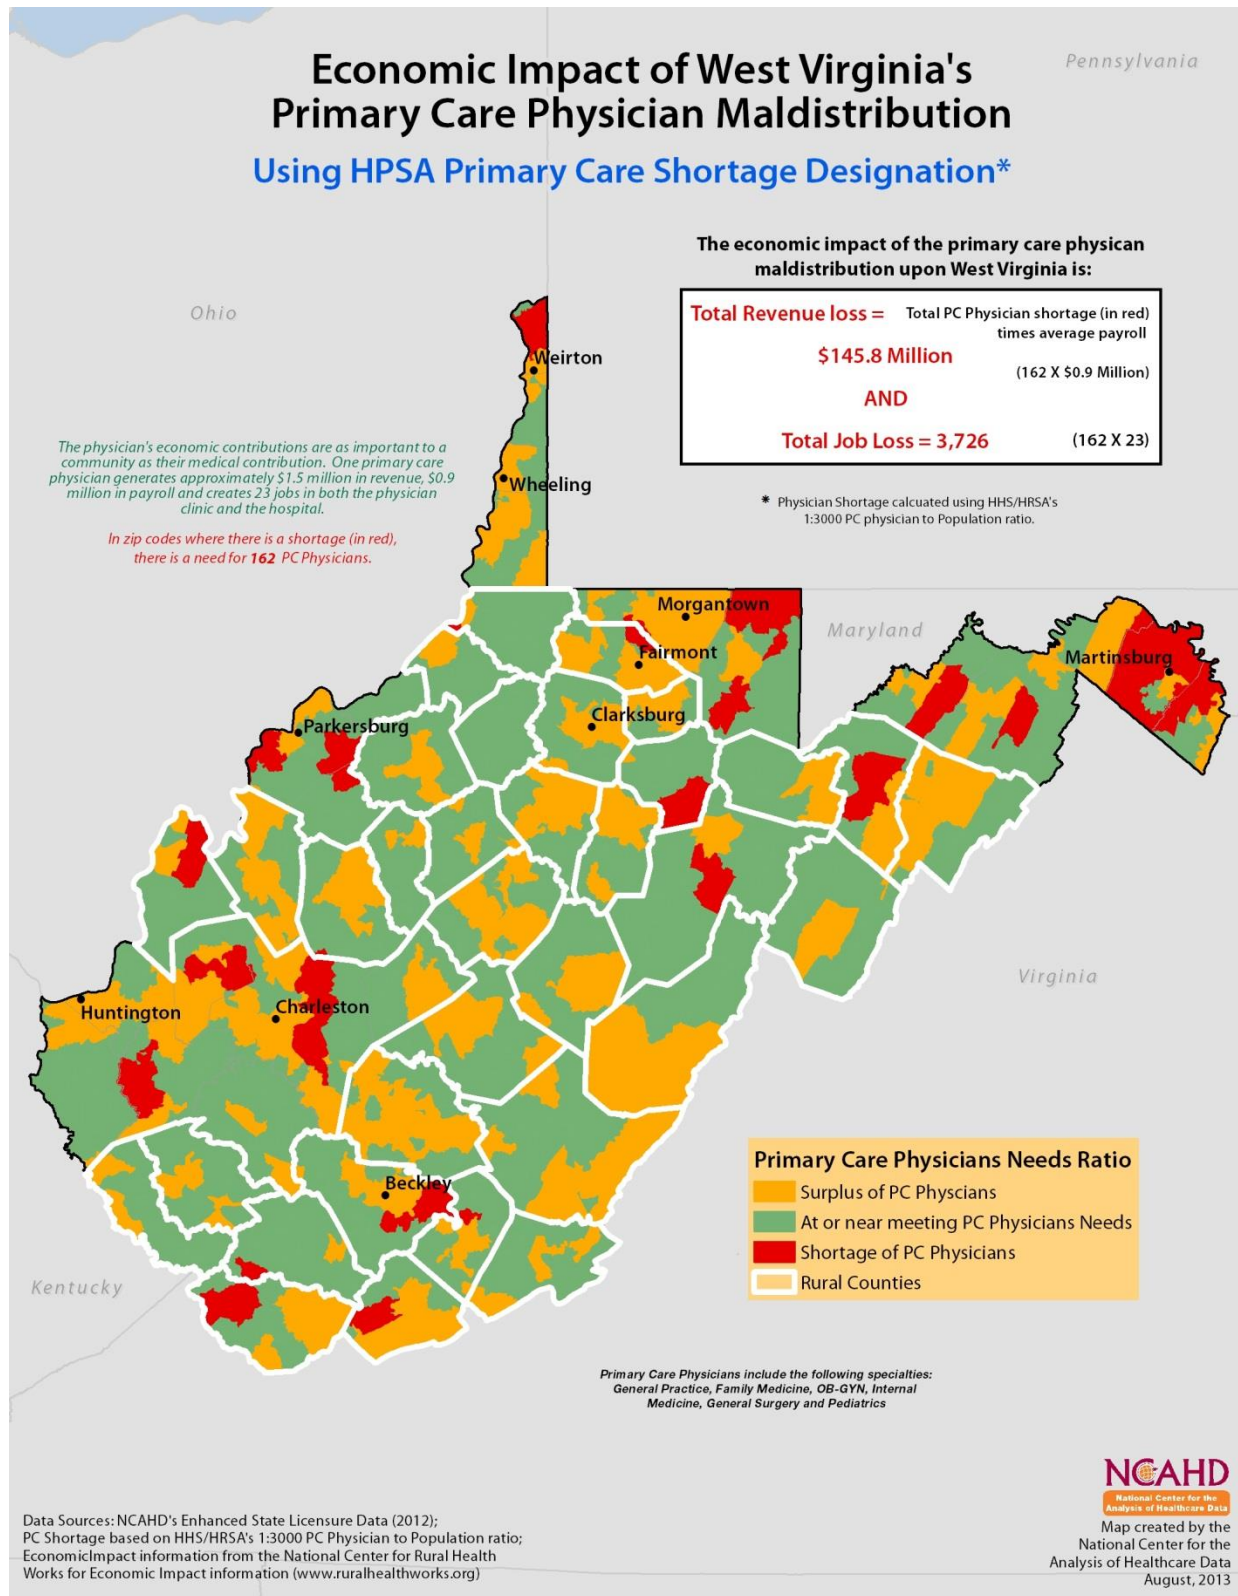 Economic Impact of West Virginia's
Primary Care Physician Maldistribution
Using HPSA Primary Care Shortage Designation*
Pennsylvania
The economic impact of the primary care physican
maldistribution upon West Virginia is:
Total Revenue loss = Total PC Physician shortage (in red)
times average payroll
$145.8 Million
(162 X $0.9 Million)
AND
Total Job Loss = 3,726 (162 X 23)
* Physician Shortage calcuated using HHS/HRSA's
1:3000 PC physician to Population ratio.
Ohio
The physician's economic contributions are as important to a
community as their medical contribution. One primary care
physician generates approximately $1.5 million in revenue, $0.9
million in payroll and creates 23 jobs in both the physician
clinic and the hospital.
In zip codes where there is a shortage (in red),
there is a need for 162 PC Physicians.
Weirton
Wheeling
Morgantown
Maryland
Fairmont
Martinsburg
Clarksburg
Parkersburg
Virginia
Huntington
Charleston
Beckley
Kentucky
Primary Care Physicians Needs Ratio
Surplus of PC Physcians
At or near meeting PC Physicians Needs
Shortage of PC Physicians
Rural Counties
Primary Care Physicians include the following specialties:
General Practice, Family Medicine, OB-GYN, Internal
Medicine, General Surgery and Pediatrics
Data Sources: NCAHD's Enhanced State Licensure Data (2012);
PC Shortage based on HHS/HRSA's 1:3000 PC Physician to Population ratio;
EconomicImpact information from the National Center for Rural Health
Works for Economic Impact information (www.ruralhealthworks.org)
NCAHD
National Center for the
Analysis of Healthcare Data
Map created by the
National Center for the
Analysis of Healthcare Data
August, 2013